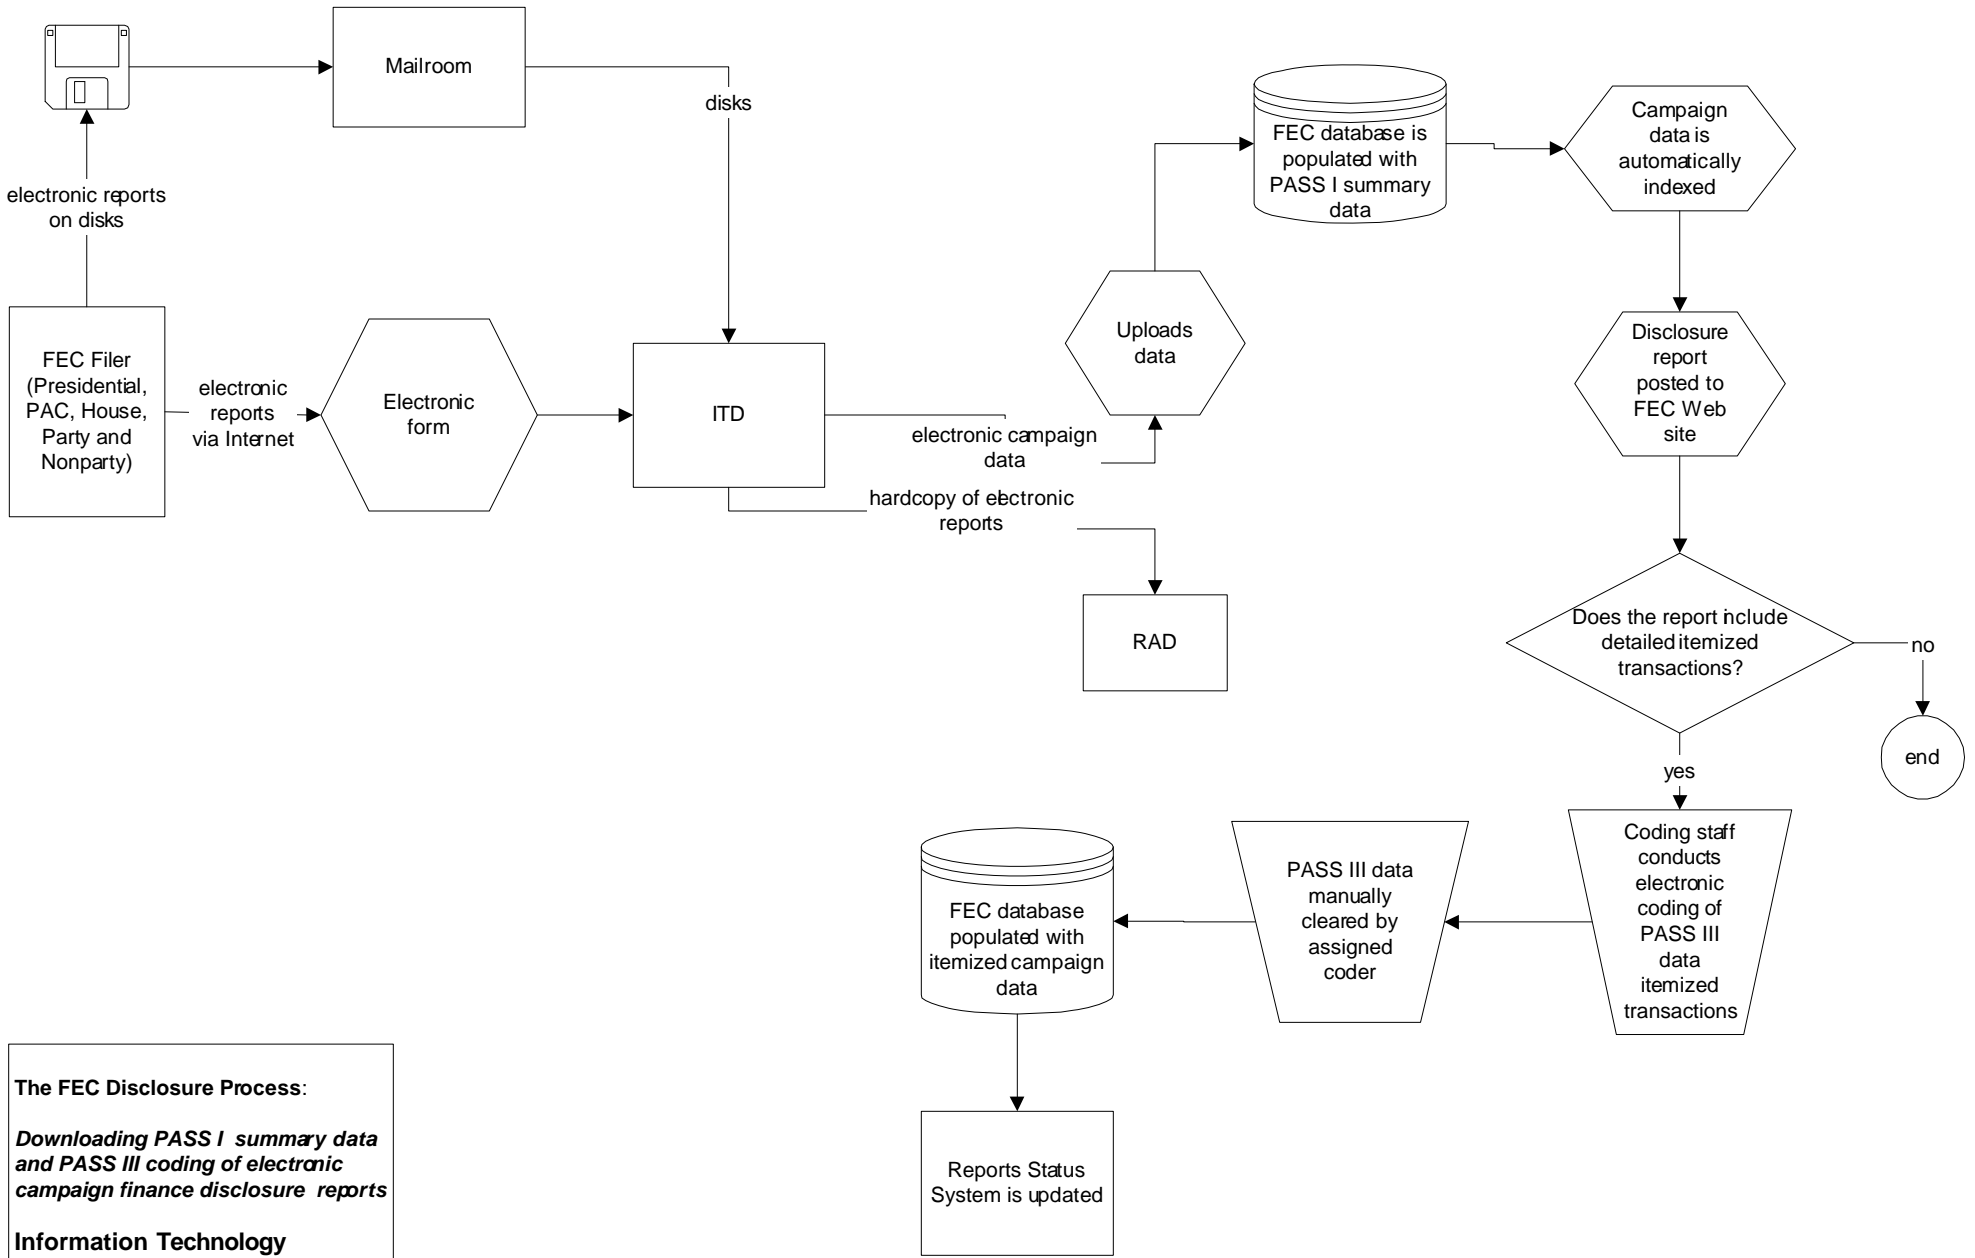 Mailroom
disks
electronic reports
on disks
FEC Filer
(Presidential,
PAC, House,
Party and
Nonparty)
electronic
reports
via Internet
Electronic
form
ITD
electronic campaign
data
hardcopy of electronic
reports
RAD
Uploads
data
FEC database is
populated with
PASS I summary
data
Campaign
data is
automatically
indexed
Disclosure
report
posted to
FEC Web
site
Does the report include
detailed itemized
transactions?
no
end
yes
Coding staff
conducts
electronic
coding of
PASS III
data
itemized
transactions
PASS III data
manually
cleared by
assigned
coder
FEC database
populated with
itemized campaign
data
Reports Status
System is updated
The FEC Disclosure Process:
Downloading PASS I summary data
and PASS III coding of electronic
campaign finance disclosure reports
Information Technology